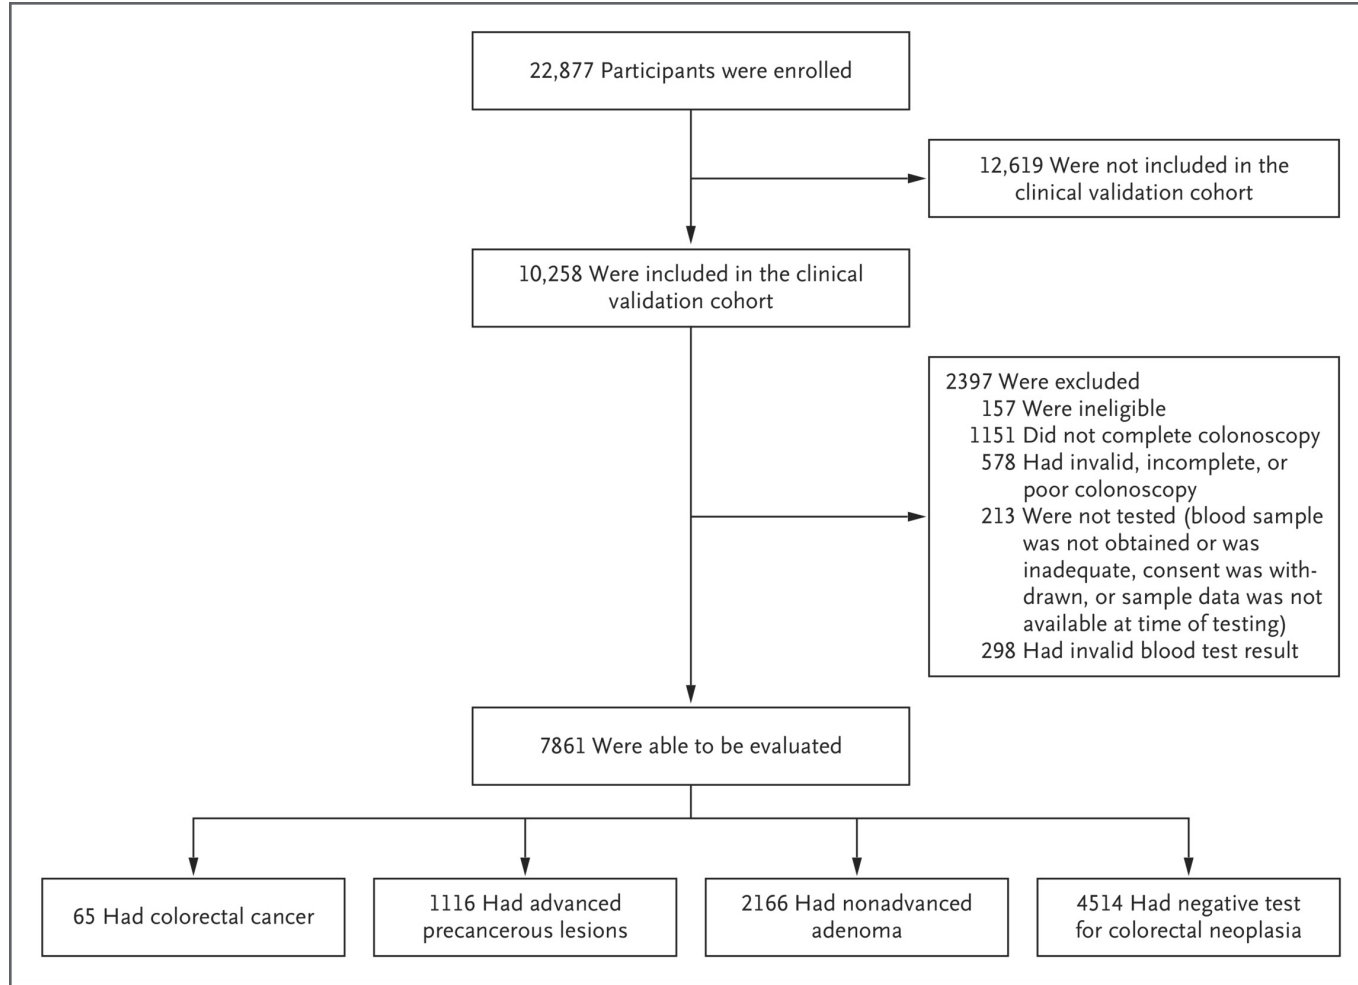 22,877 Participants were enrolled
12,619 Were not included in the
clinical validation cohort
10,258 Were included in the clinical
validation cohort
2397 Were excluded
157 Were ineligible
1151 Did not complete colonoscopy
578 Had invalid, incomplete, or
poor colonoscopy
213 Were not tested (blood sample
was not obtained or was
inadequate, consent was with-
drawn, or sample data was not
available at time of testing)
298 Had invalid blood test result
7861 Were able to be evaluated
65 Had colorectal cancer
1116 Had advanced
precancerous lesions
2166 Had nonadvanced
adenoma
4514 Had negative test
for colorectal neoplasia